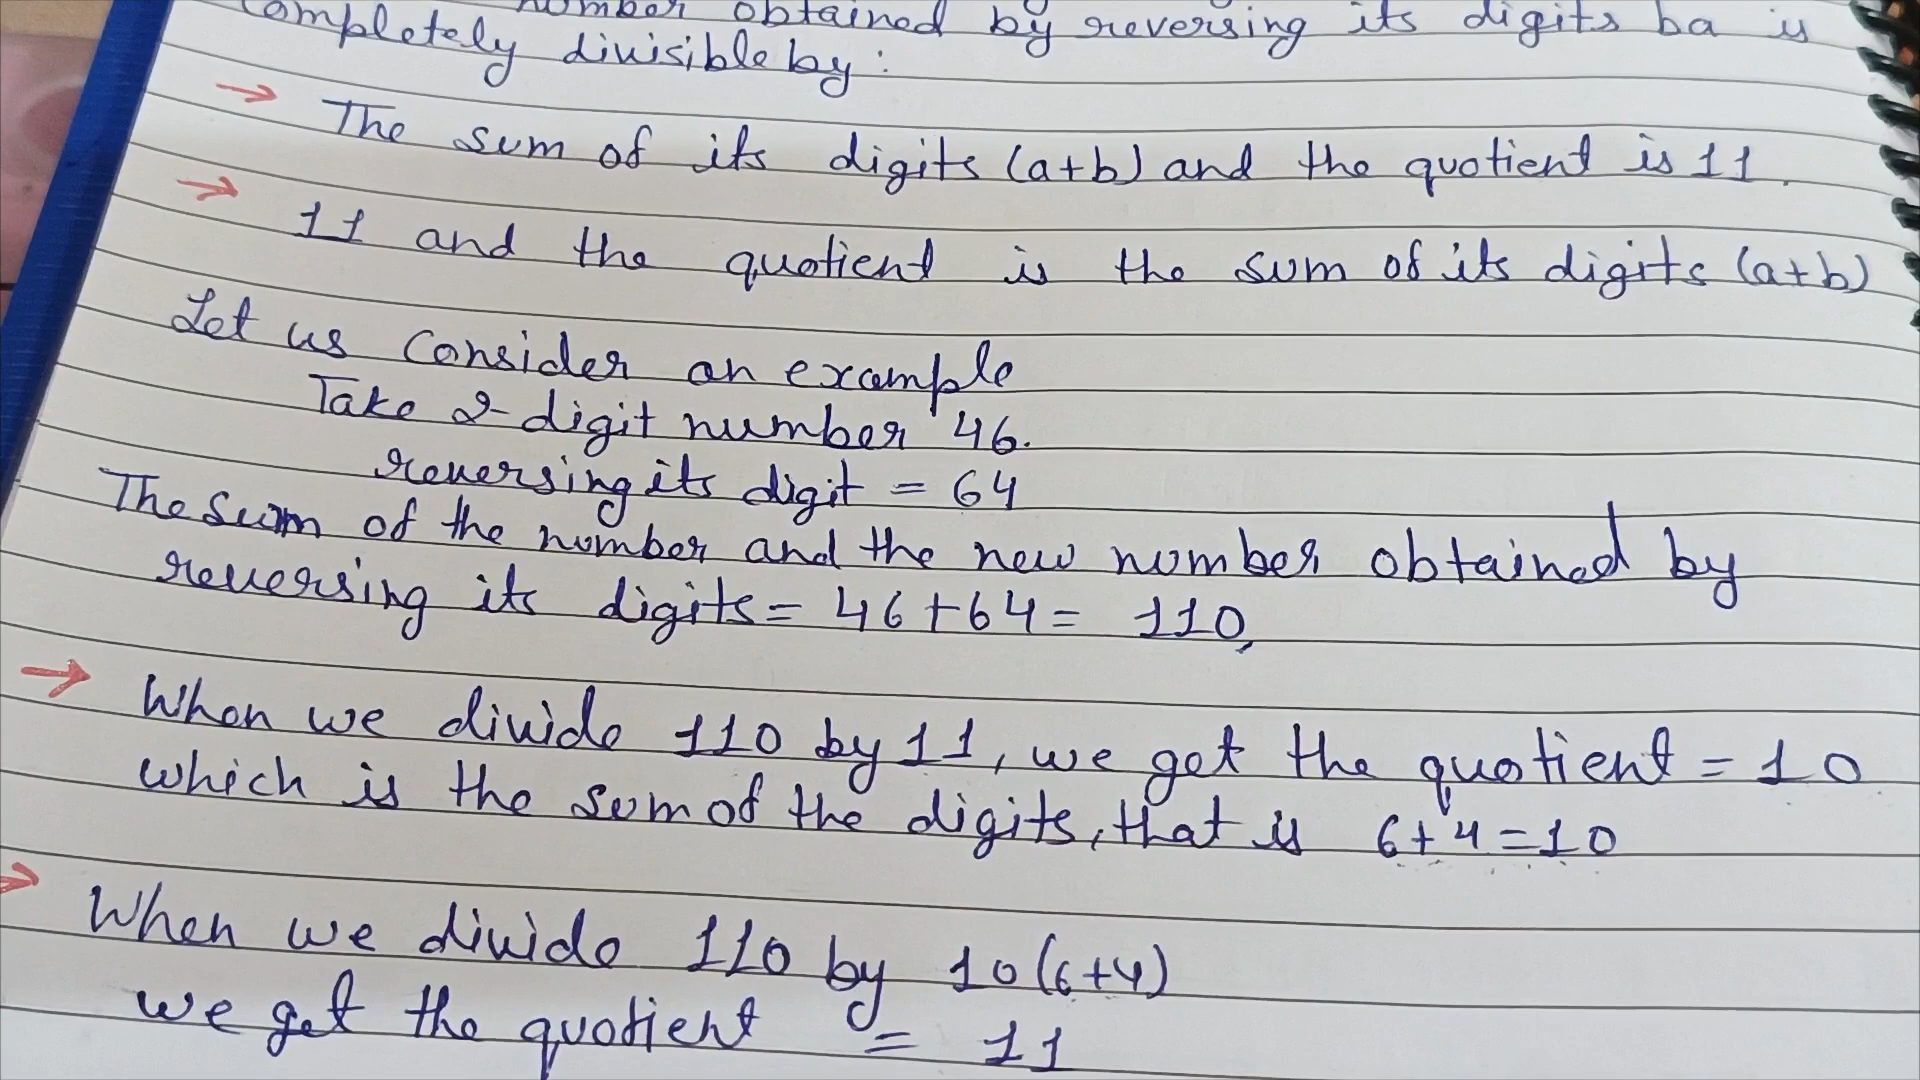 number obtained by reversing its digits ba is
completely divisible by:
→ The sum of its digits (a+b) and the quotient is 11.
→ 11 and the quotient is the sum of its digits (a+b)
Let us consider an example
Take 2-digit number 46.
reversing its digit = 64
The sum of the number and the new number obtained by
reversing its digits = 46+64= 110,
→ When we divide 110 by 11, we get the quotient = 10
which is the sum of the digits, that is 6+4=10
→ When we divide 110 by 10(6+4)
we get the quotient = 11